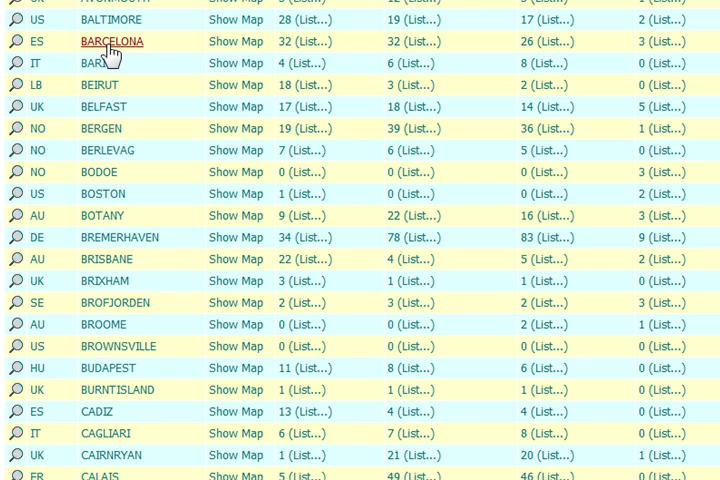 US BALTIMORE Show Map 28 (List...) 19 (List...) 17 (List...) 2 (List...)
ES BARCELONA Show Map 32 (List...) 32 (List...) 26 (List...) 3 (List...)
IT Show Map 4 (List...) 6 (List...) 8 (List...) 0 (List...)
LB BEIRUT Show Map 18 (List...) 3 (List...) 2 (List...) 0 (List...)
UK BELFAST Show Map 17 (List...) 18 (List...) 14 (List...) 5 (List...)
NO BERGEN Show Map 19 (List...) 39 (List...) 36 (List...) 1 (List...)
NO BERLEVAG Show Map 7 (List...) 6 (List...) 5 (List...) 0 (List...)
NO BODOE Show Map 0 (List...) 0 (List...) 0 (List...) 3 (List...)
US BOSTON Show Map 1 (List...) 0 (List...) 0 (List...) 2 (List...)
AU BOTANY Show Map 9 (List...) 22 (List...) 16 (List...) 3 (List...)
DE BREMERHAVEN Show Map 34 (List...) 78 (List...) 83 (List...) 9 (List...)
AU BRISBANE Show Map 22 (List...) 4 (List...) 5 (List...) 2 (List...)
UK BRIXHAM Show Map 3 (List...) 1 (List...) 1 (List...) 0 (List...)
SE BROFJORDEN Show Map 2 (List...) 3 (List...) 2 (List...) 3 (List...)
AU BROOME Show Map 0 (List...) 0 (List...) 2 (List...) 1 (List...)
US BROWNSVILLE Show Map 0 (List...) 0 (List...) 0 (List...) 0 (List...)
HU BUDAPEST Show Map 11 (List...) 8 (List...) 6 (List...) 0 (List...)
UK BURNTISLAND Show Map 1 (List...) 1 (List...) 1 (List...) 0 (List...)
ES CADIZ Show Map 13 (List...) 4 (List...) 4 (List...) 0 (List...)
IT CAGLIARI Show Map 6 (List...) 7 (List...) 8 (List...) 0 (List...)
UK CAIRNRYAN Show Map 1 (List...) 21 (List...) 20 (List...) 1 (List...)
FR CALAIS Show Map 5 (List...) 49 (List...) 46 (List...) 0 (List...)